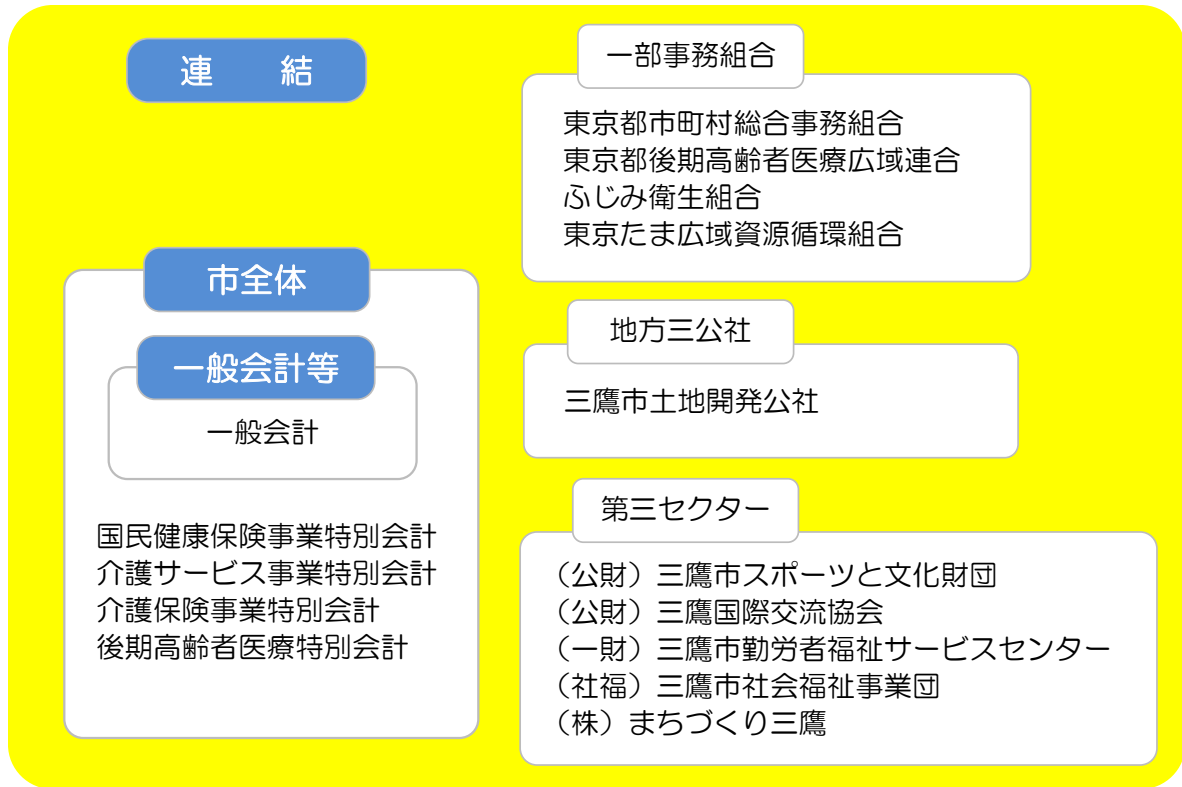 連　　結
市全体
一般会計等
一般会計
国民健康保険事業特別会計
介護サービス事業特別会計
介護保険事業特別会計
後期高齢者医療特別会計
一部事務組合
東京都市町村総合事務組合
東京都後期高齢者医療広域連合
ふじみ衛生組合
東京たま広域資源循環組合
地方三公社
三鷹市土地開発公社
第三セクター
（公財）三鷹市スポーツと文化財団
（公財）三鷹国際交流協会
（一財）三鷹市勤労者福祉サービスセンター
（社福）三鷹市社会福祉事業団
（株）まちづくり三鷹